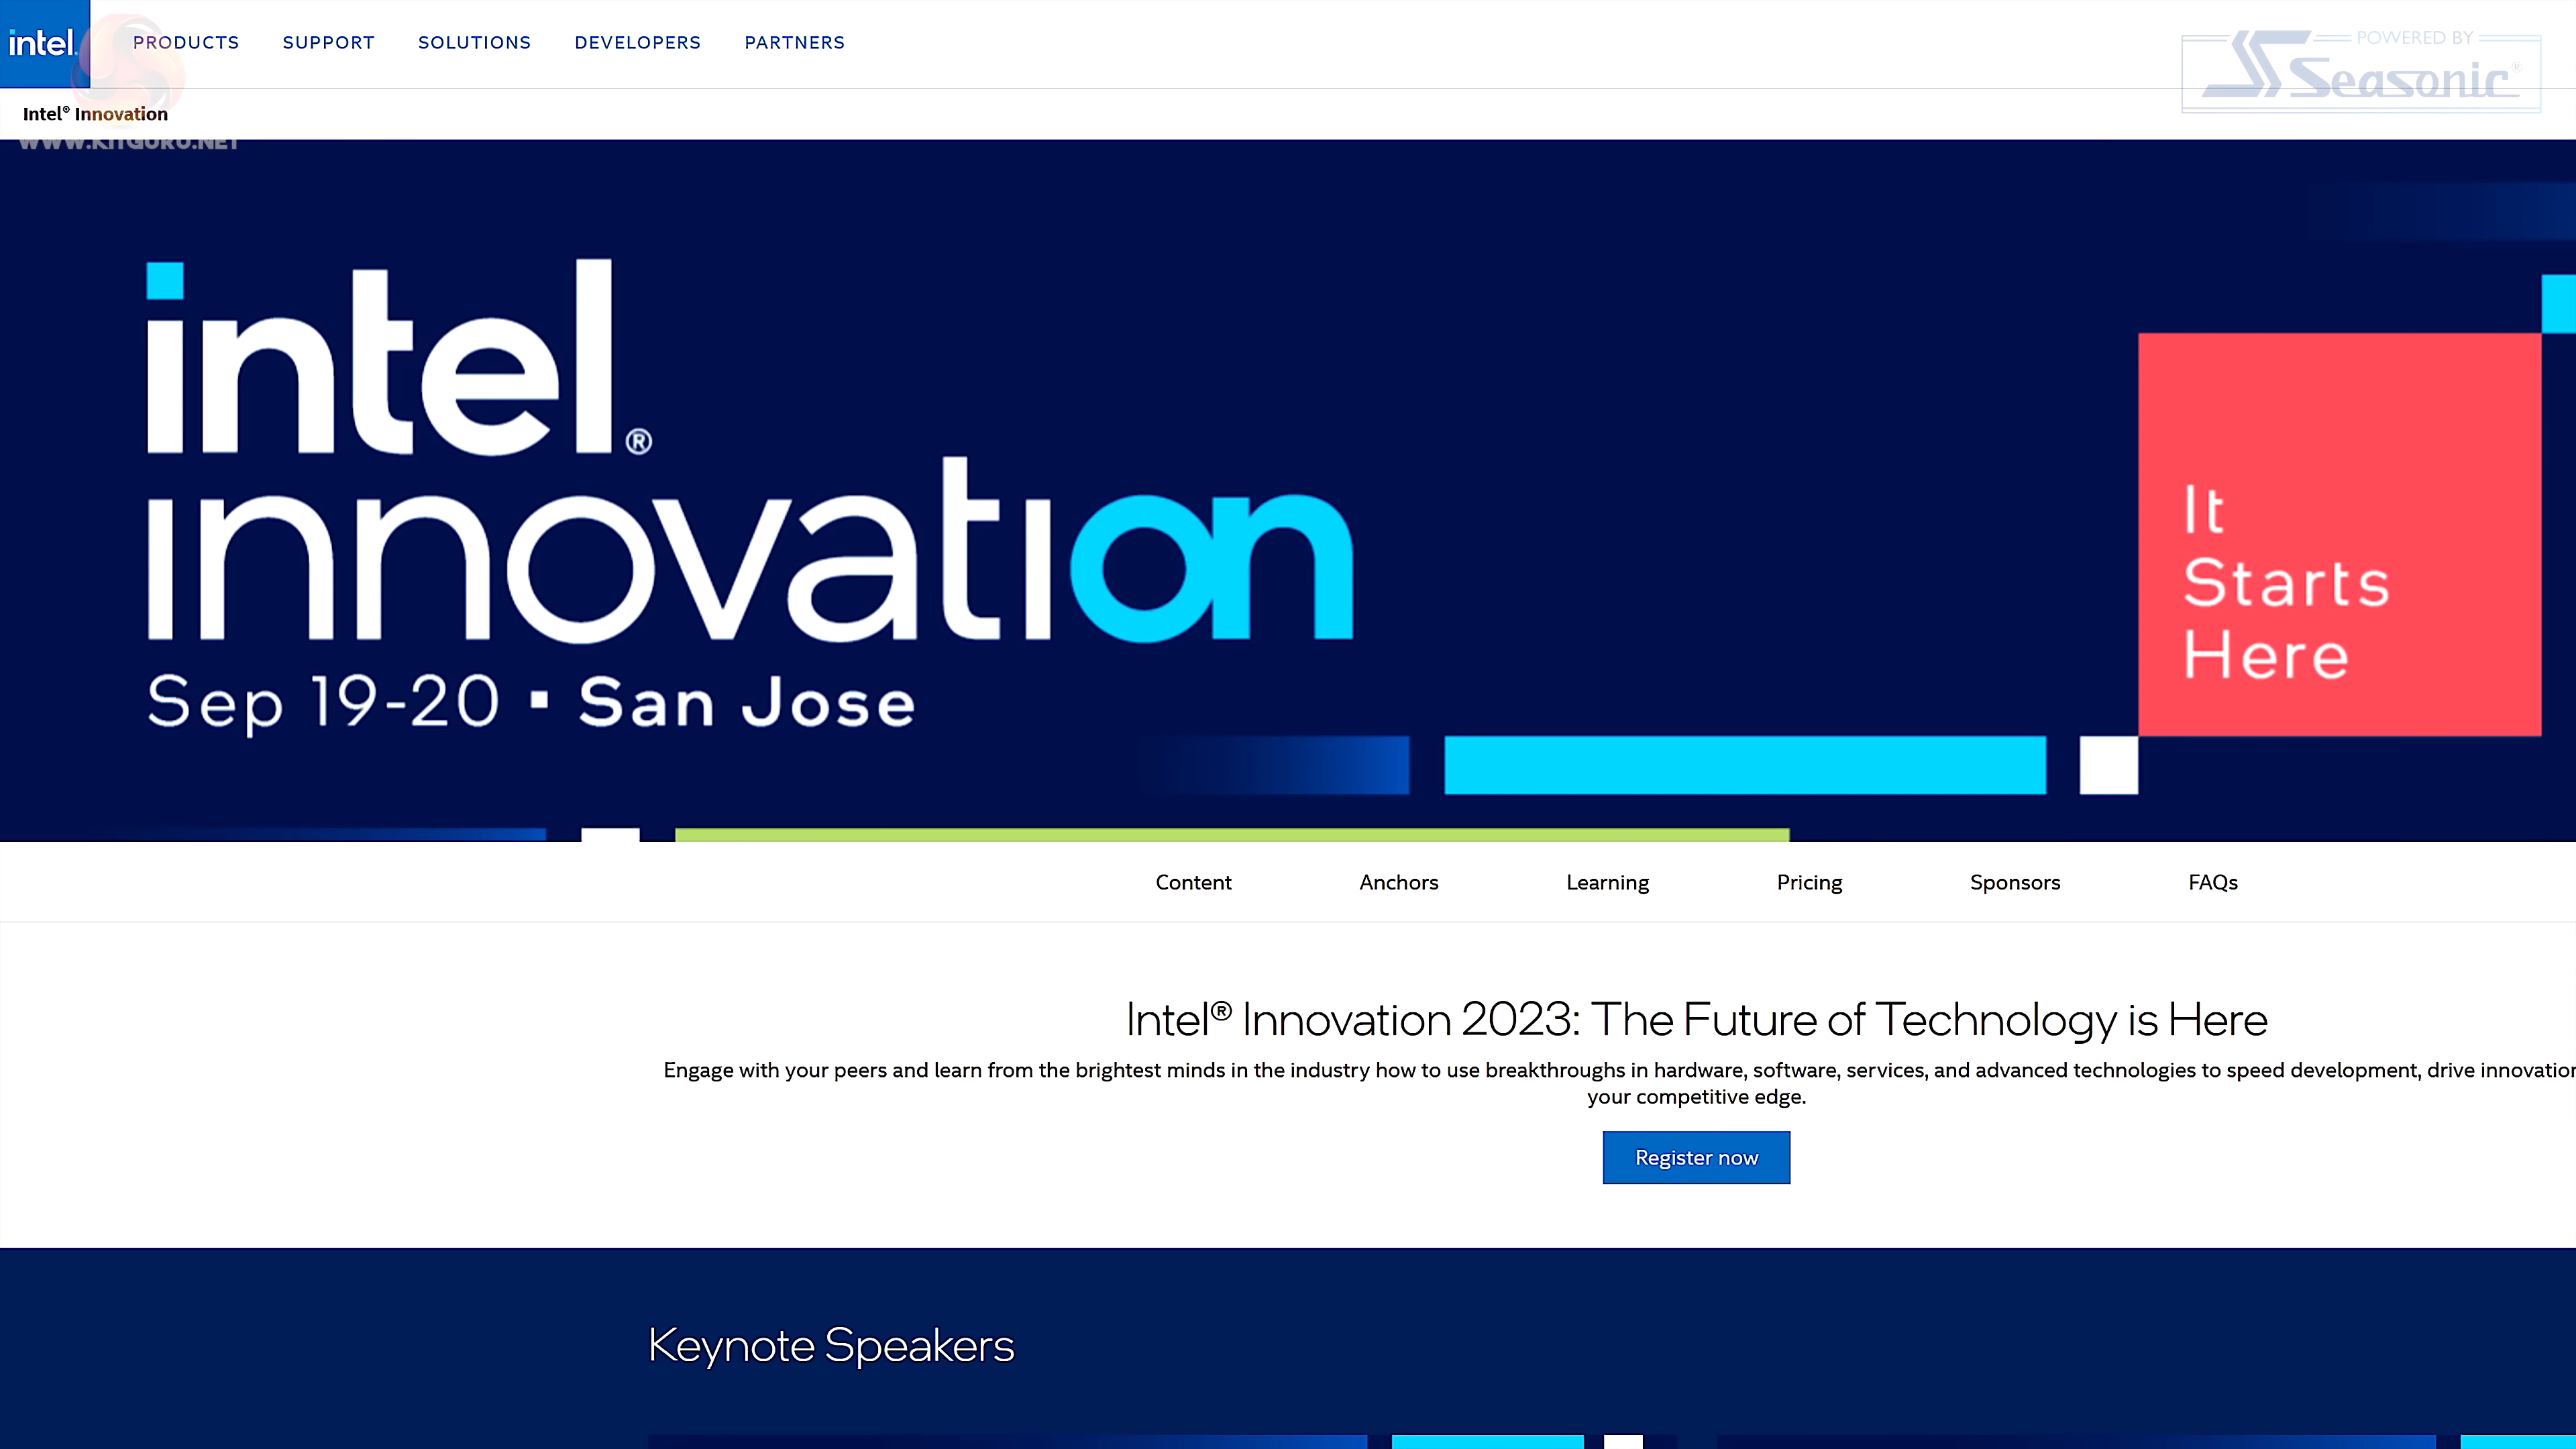 intel.
PRODUCTS SUPPORT SOLUTIONS DEVELOPERS PARTNERS
POWERED BY
Seasonic®
Intel® Innovation
WWW.KITGURU.NET
intel®
innovation
Sep 19-20 ▪ San Jose
It
Starts
Here
Content Anchors Learning Pricing Sponsors FAQs
Intel® Innovation 2023: The Future of Technology is Here
Engage with your peers and learn from the brightest minds in the industry how to use breakthroughs in hardware, software, services, and advanced technologies to speed development, drive innovation
your competitive edge.
Register now
Keynote Speakers